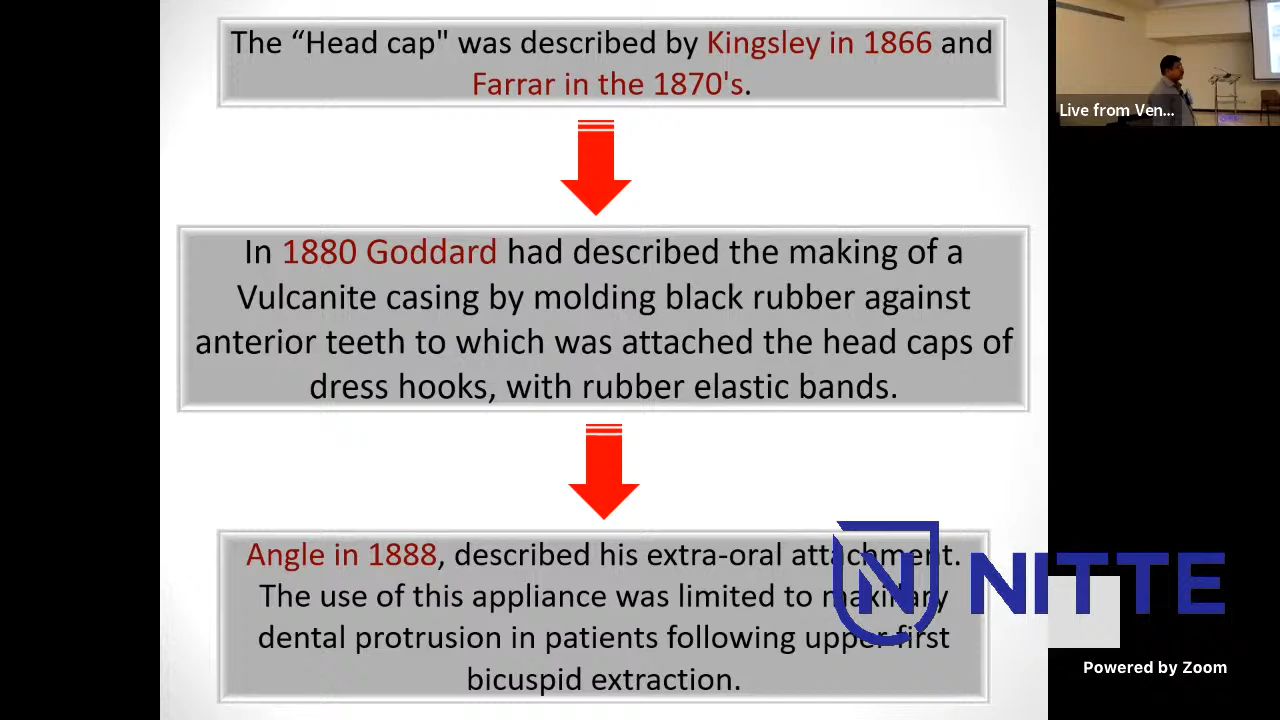 The “Head cap" was described by Kingsley in 1866 and
Farrar in the 1870's.
In 1880 Goddard had described the making of a
Vulcanite casing by molding black rubber against
anterior teeth to which was attached the head caps of
dress hooks, with rubber elastic bands.
Angle in 1888, described his extra-oral attachment.
The use of this appliance was limited to maxillary
dental protrusion in patients following upper first
bicuspid extraction.
Live from Ven...
N NITTE
Powered by Zoom